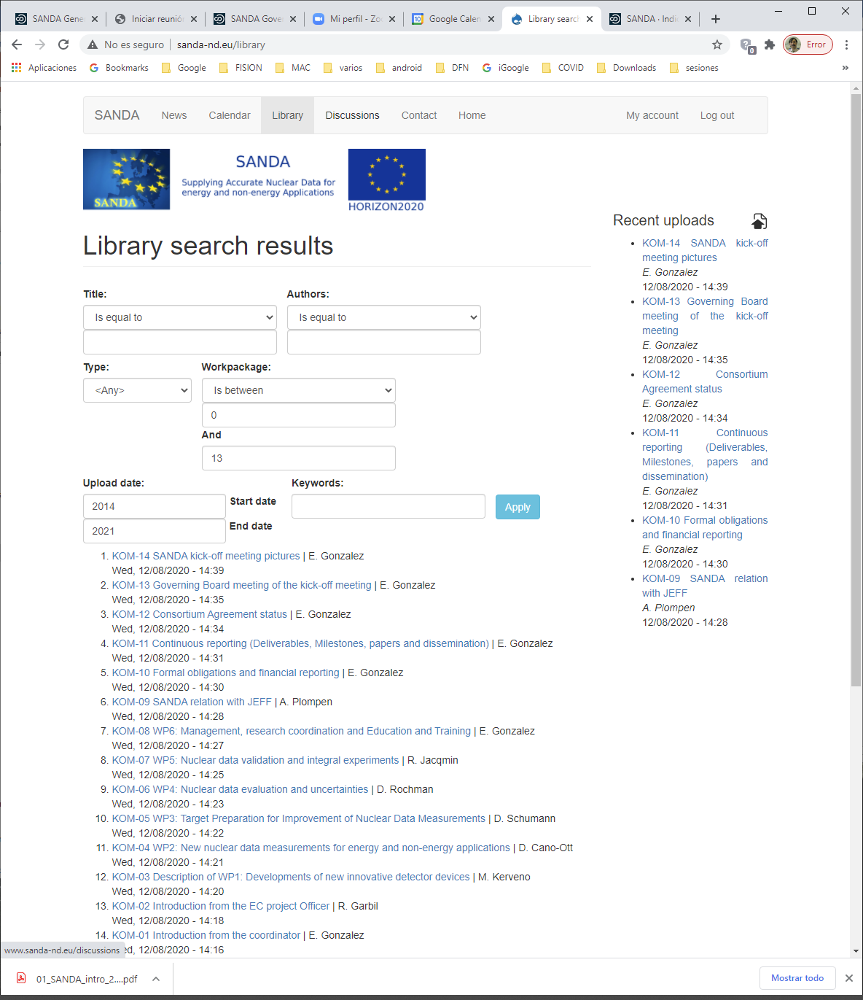 SANDA Gene
Iniciar reunión
SANDA Gover
Mi perfil - Zoo
Google Calen
Library search
SANDA · Indic
No es seguro | sanda-nd.eu/library
0
Error
Aplicaciones
Bookmarks
Google
FISION
MAC
varios
android
DFN
iGoogle
COVID
Downloads
sesiones
»
SANDA
News
Calendar
Library
Discussions
Contact
Home
My account
Log out
SANDA
SANDA
Supplying Accurate Nuclear Data for
energy and non-energy Applications
HORIZON2020
Library search results
Title:
Authors:
Is equal to
Is equal to
Type:
Workpackage:
<Any>
Is between
0
And
13
Upload date:
Keywords:
2014
Start date
Apply
2021
End date
1. KOM-14 SANDA kick-off meeting pictures | E. Gonzalez
Wed, 12/08/2020 - 14:39
2. KOM-13 Governing Board meeting of the kick-off meeting | E. Gonzalez
Wed, 12/08/2020 - 14:35
3. KOM-12 Consortium Agreement status | E. Gonzalez
Wed, 12/08/2020 - 14:34
4. KOM-11 Continuous reporting (Deliverables, Milestones, papers and dissemination) | E. Gonzalez
Wed, 12/08/2020 - 14:31
5. KOM-10 Formal obligations and financial reporting | E. Gonzalez
Wed, 12/08/2020 - 14:30
6. KOM-09 SANDA relation with JEFF | A. Plompen
Wed, 12/08/2020 - 14:28
7. KOM-08 WP6: Management, research coordination and Education and Training | E. Gonzalez
Wed, 12/08/2020 - 14:27
8. KOM-07 WP5: Nuclear data validation and integral experiments | R. Jacqmin
Wed, 12/08/2020 - 14:25
9. KOM-06 WP4: Nuclear data evaluation and uncertainties | D. Rochman
Wed, 12/08/2020 - 14:23
10. KOM-05 WP3: Target Preparation for Improvement of Nuclear Data Measurements | D. Schumann
Wed, 12/08/2020 - 14:22
11. KOM-04 WP2: New nuclear data measurements for energy and non-energy applications | D. Cano-Ott
Wed, 12/08/2020 - 14:21
12. KOM-03 Description of WP1: Developments of new innovative detector devices | M. Kerveno
Wed, 12/08/2020 - 14:20
13. KOM-02 Introduction from the EC project Officer | R. Garbil
Wed, 12/08/2020 - 14:18
14. KOM-01 Introduction from the coordinator | E. Gonzalez
ed, 12/08/2020 - 14:16
Recent uploads
KOM-14 SANDA kick-off
meeting pictures
E. Gonzalez
12/08/2020 - 14:39
KOM-13 Governing Board
meeting of the kick-off
meeting
E. Gonzalez
12/08/2020 - 14:35
KOM-12 Consortium
Agreement status
E. Gonzalez
12/08/2020 - 14:34
KOM-11 Continuous
reporting (Deliverables,
Milestones, papers and
dissemination)
E. Gonzalez
12/08/2020 - 14:31
KOM-10 Formal obligations
and financial reporting
E. Gonzalez
12/08/2020 - 14:30
KOM-09 SANDA relation
with JEFF
A. Plompen
12/08/2020 - 14:28
www.sanda-nd.eu/discussions
01_SANDA_intro_2....pdf
Mostrar todo